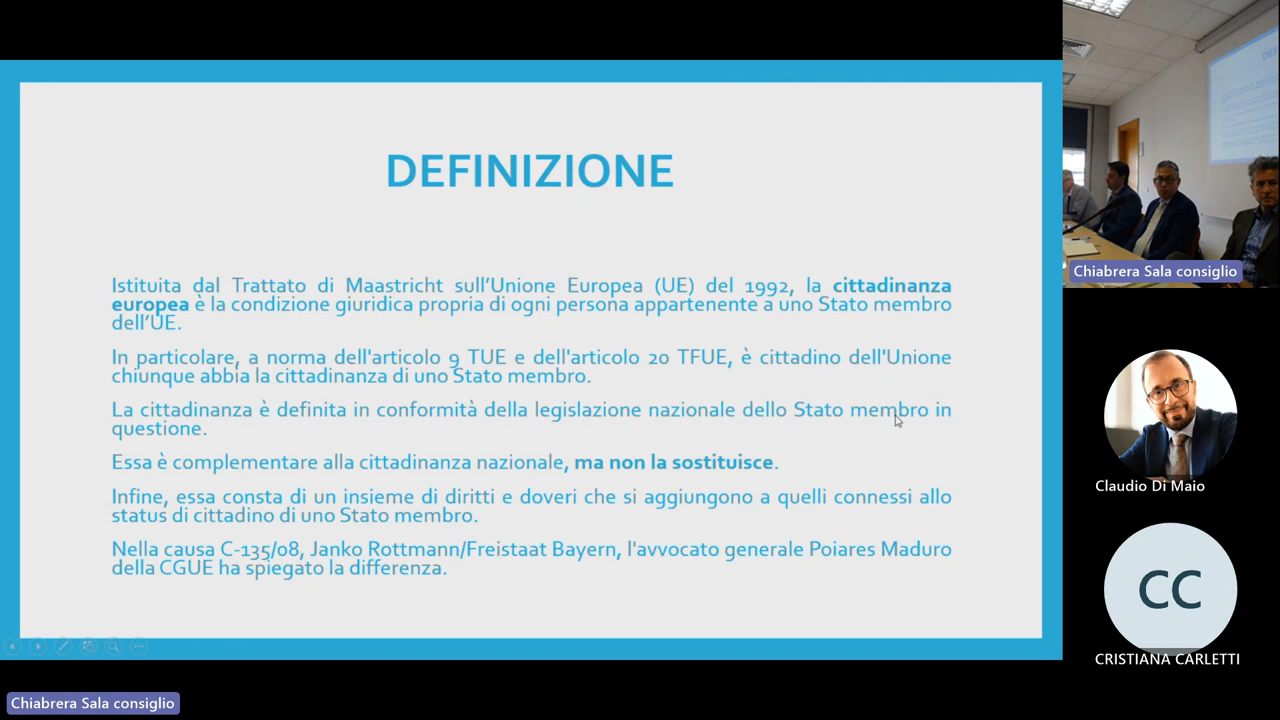 DEFINIZIONE
Istituita dal Trattato di Maastricht sull'Unione Europea (UE) del 1992, la cittadinanza
europea è la condizione giuridica propria di ogni persona appartenente a uno Stato membro
dell'UE.
In particolare, a norma dell'articolo 9 TUE e dell'articolo 20 TFUE, è cittadino dell'Unione
chiunque abbia la cittadinanza di uno Stato membro.
La cittadinanza è definita in conformità della legislazione nazionale dello Stato membro in
questione.
Essa è complementare alla cittadinanza nazionale, ma non la sostituisce.
Infine, essa consta di un insieme di diritti e doveri che si aggiungono a quelli connessi allo
status di cittadino di uno Stato membro.
Nella causa C-135/08, Janko Rottmann/Freistaat Bayern, l'avvocato generale Poiares Maduro
della CGUE ha spiegato la differenza.
Chiabrera Sala consiglio
Claudio Di Maio
CC
CRISTIANA CARLETTI
Chiabrera Sala consiglio